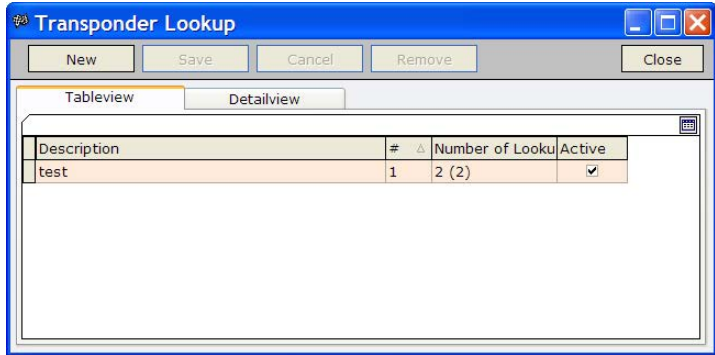 Transponder Lookup
New Save Cancel Remove Close
Tableview Detailview
Description # Number of Looku Active
test 1 2 (2)